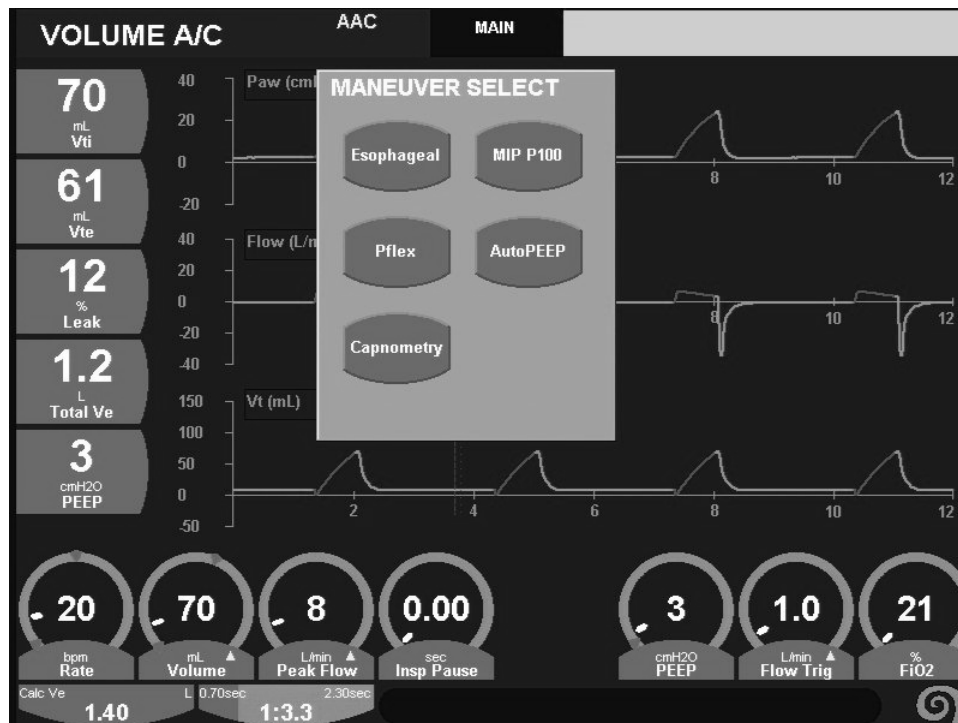 VOLUME A/C
AAC
MAIN
70
mL
Vti
61
mL
Vte
12
%
Leak
1.2
L
Total Ve
3
cmH2O
PEEP
40
20
0
-20
Paw (cm
8
10
12
40
20
0
-20
-40
Flow (L/m
8
10
12
150
100
50
0
-50
Vt (mL)
2
4
6
8
10
12
MANEUVER SELECT
Esophageal
MIP P100
Pflex
AutoPEEP
Capnometry
20
bpm
Rate
70
mL
Volume
8
L/min
Peak Flow
0.00
sec
Insp Pause
3
cmH2O
PEEP
1.0
L/min
Flow Trig
21
%
FiO2
Calc Ve
L
1.40
0.70sec
2.30sec
1:3.3